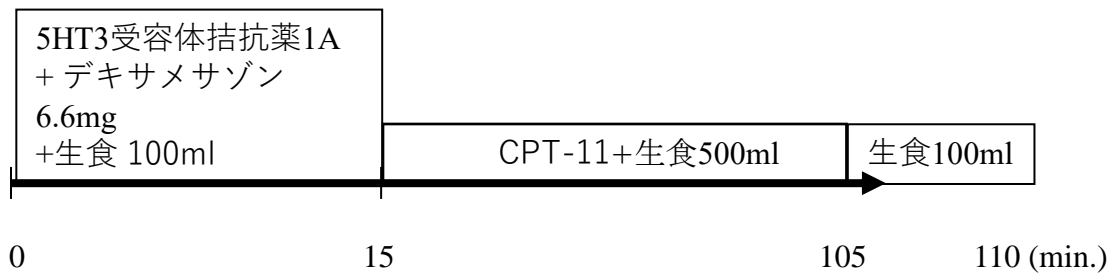 5HT3受容体拮抗薬1A
+ デキサメサゾン
6.6mg
+生食 100ml
CPT-11+生食500ml
生食100ml
0
15
105
110 (min.)